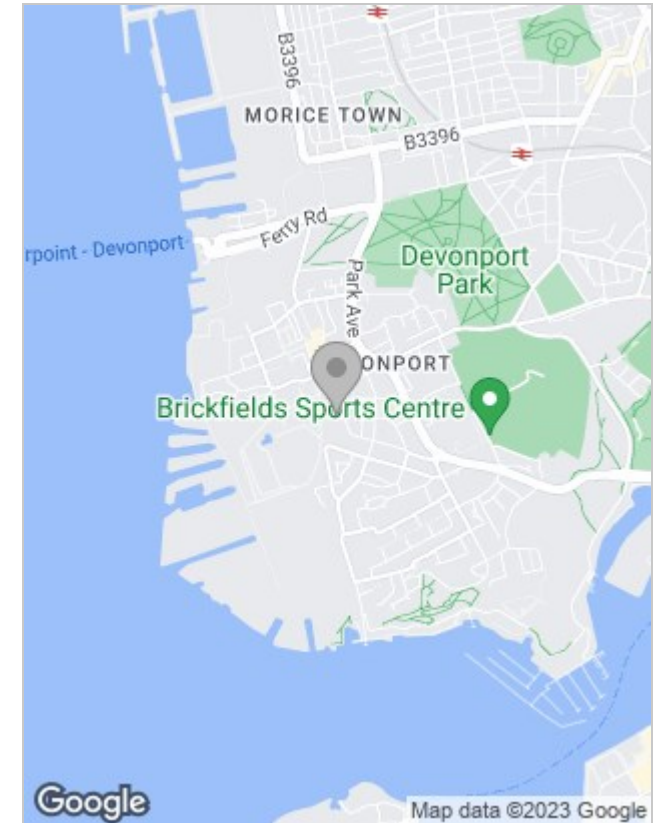 B3396
MORICE TOWN
B3396
Ferry Rd
rpoint - Devonport
Devonport
Park
Park Ave
ONPORT
Brickfields Sports Centre
Google
Map data ©2023 Google